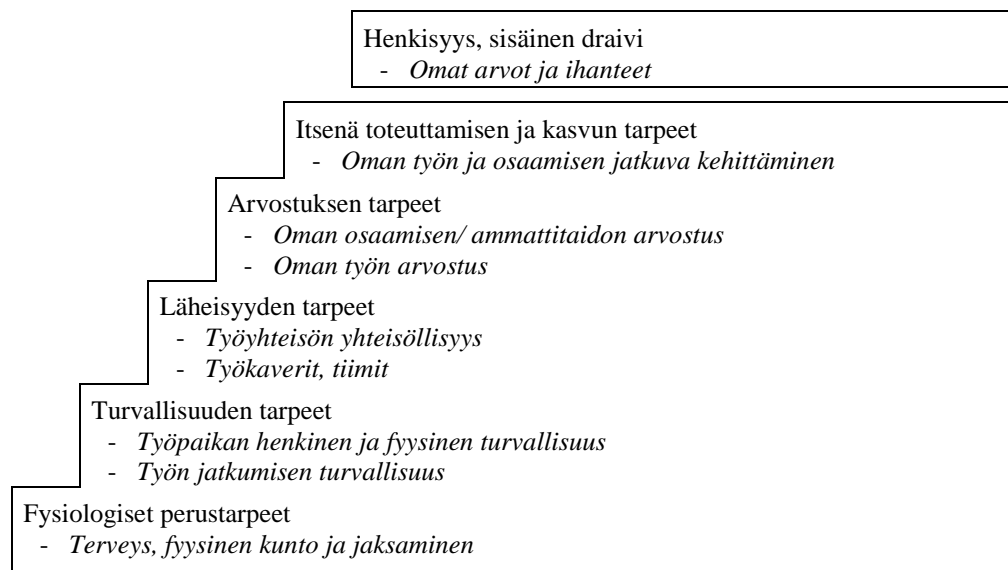 Henkisyys, sisäinen draivi
- Omat arvot ja ihanteet
Itsenä toteuttamisen ja kasvun tarpeet
- Oman työn ja osaamisen jatkuva kehittäminen
Arvostuksen tarpeet
- Oman osaamisen/ ammattitaidon arvostus
- Oman työn arvostus
Läheisyyden tarpeet
- Työyhteisön yhteisöllisyys
- Työkaverit, tiimit
Turvallisuuden tarpeet
- Työpaikan henkinen ja fyysinen turvallisuus
- Työn jatkumisen turvallisuus
Fysiologiset perustarpeet
- Terveys, fyysinen kunto ja jaksaminen